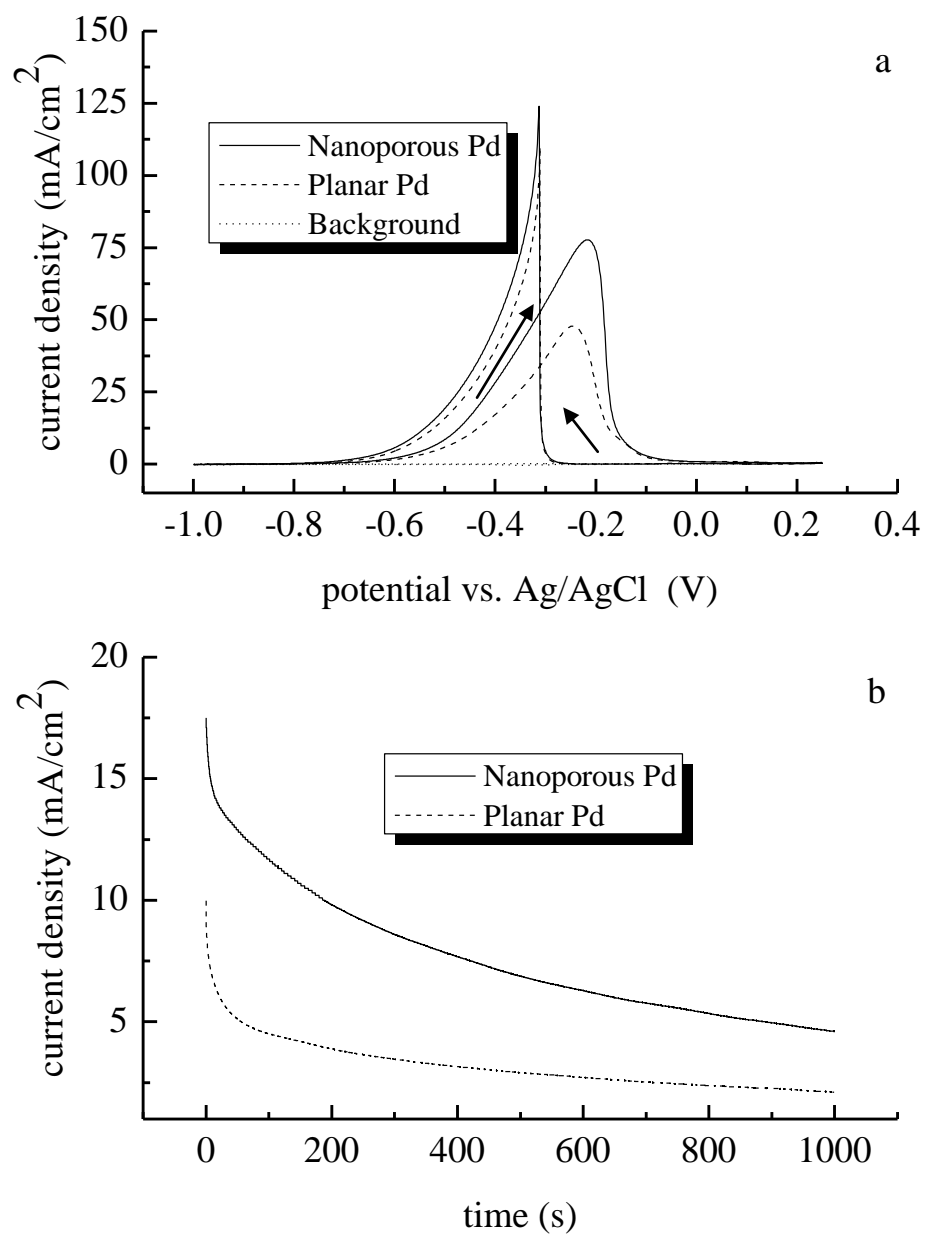 150
125
100
75
50
25
0
current density (mA/cm²)
a
Nanoporous Pd
Planar Pd
Background
-1.0 -0.8 -0.6 -0.4 -0.2 0.0 0.2 0.4
potential vs. Ag/AgCl (V)
20
15
10
5
current density (mA/cm²)
b
Nanoporous Pd
Planar Pd
0 200 400 600 800 1000
time (s)